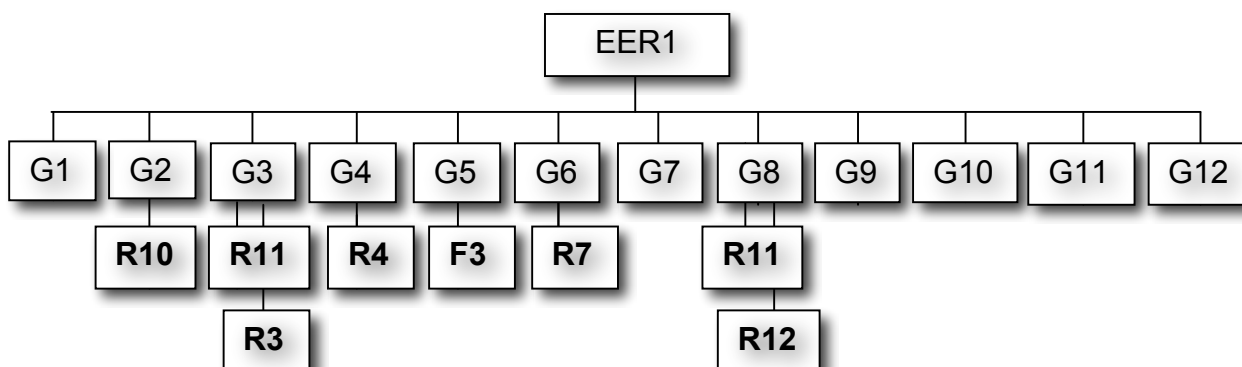 EER1
G1 G2 G3 G4 G5 G6 G7 G8 G9 G10 G11 G12
R10 R11 R4 F3 R7 R11
R3 R12